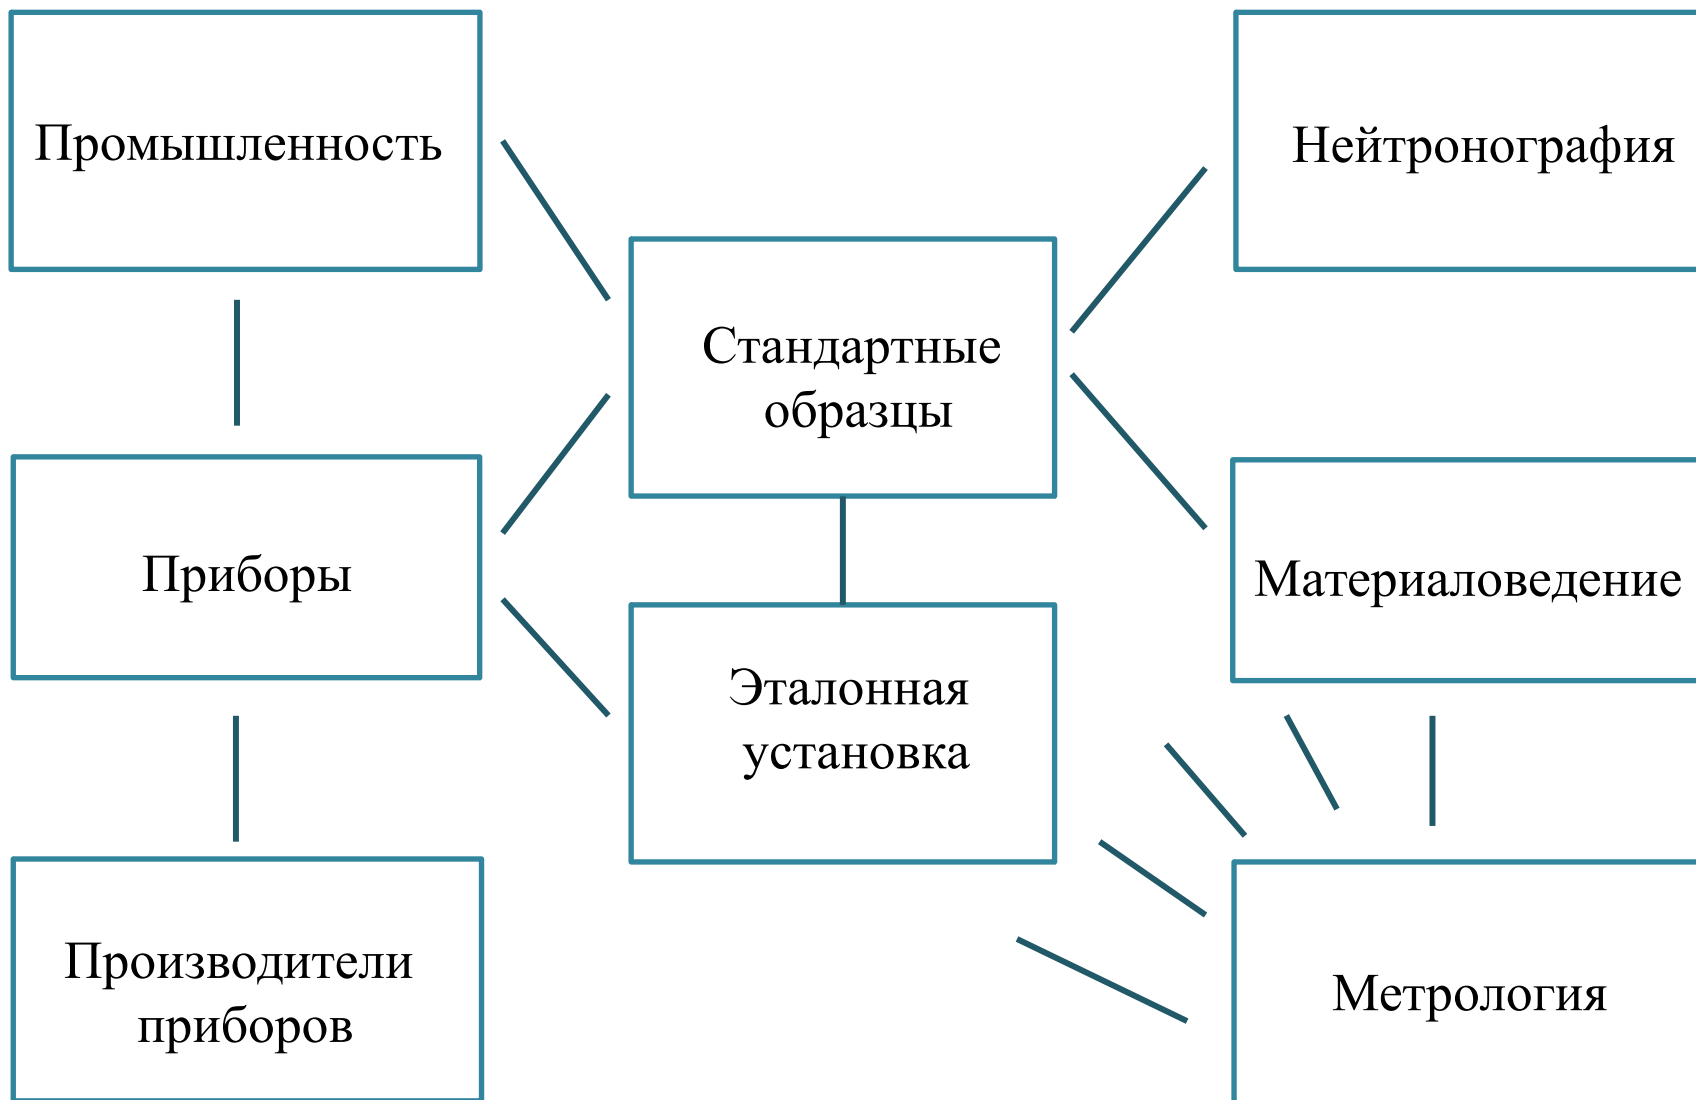 Промышленность
Нейтронография
Стандартные
образцы
Приборы
Материаловедение
Эталонная
установка
Производители
приборов
Метрология